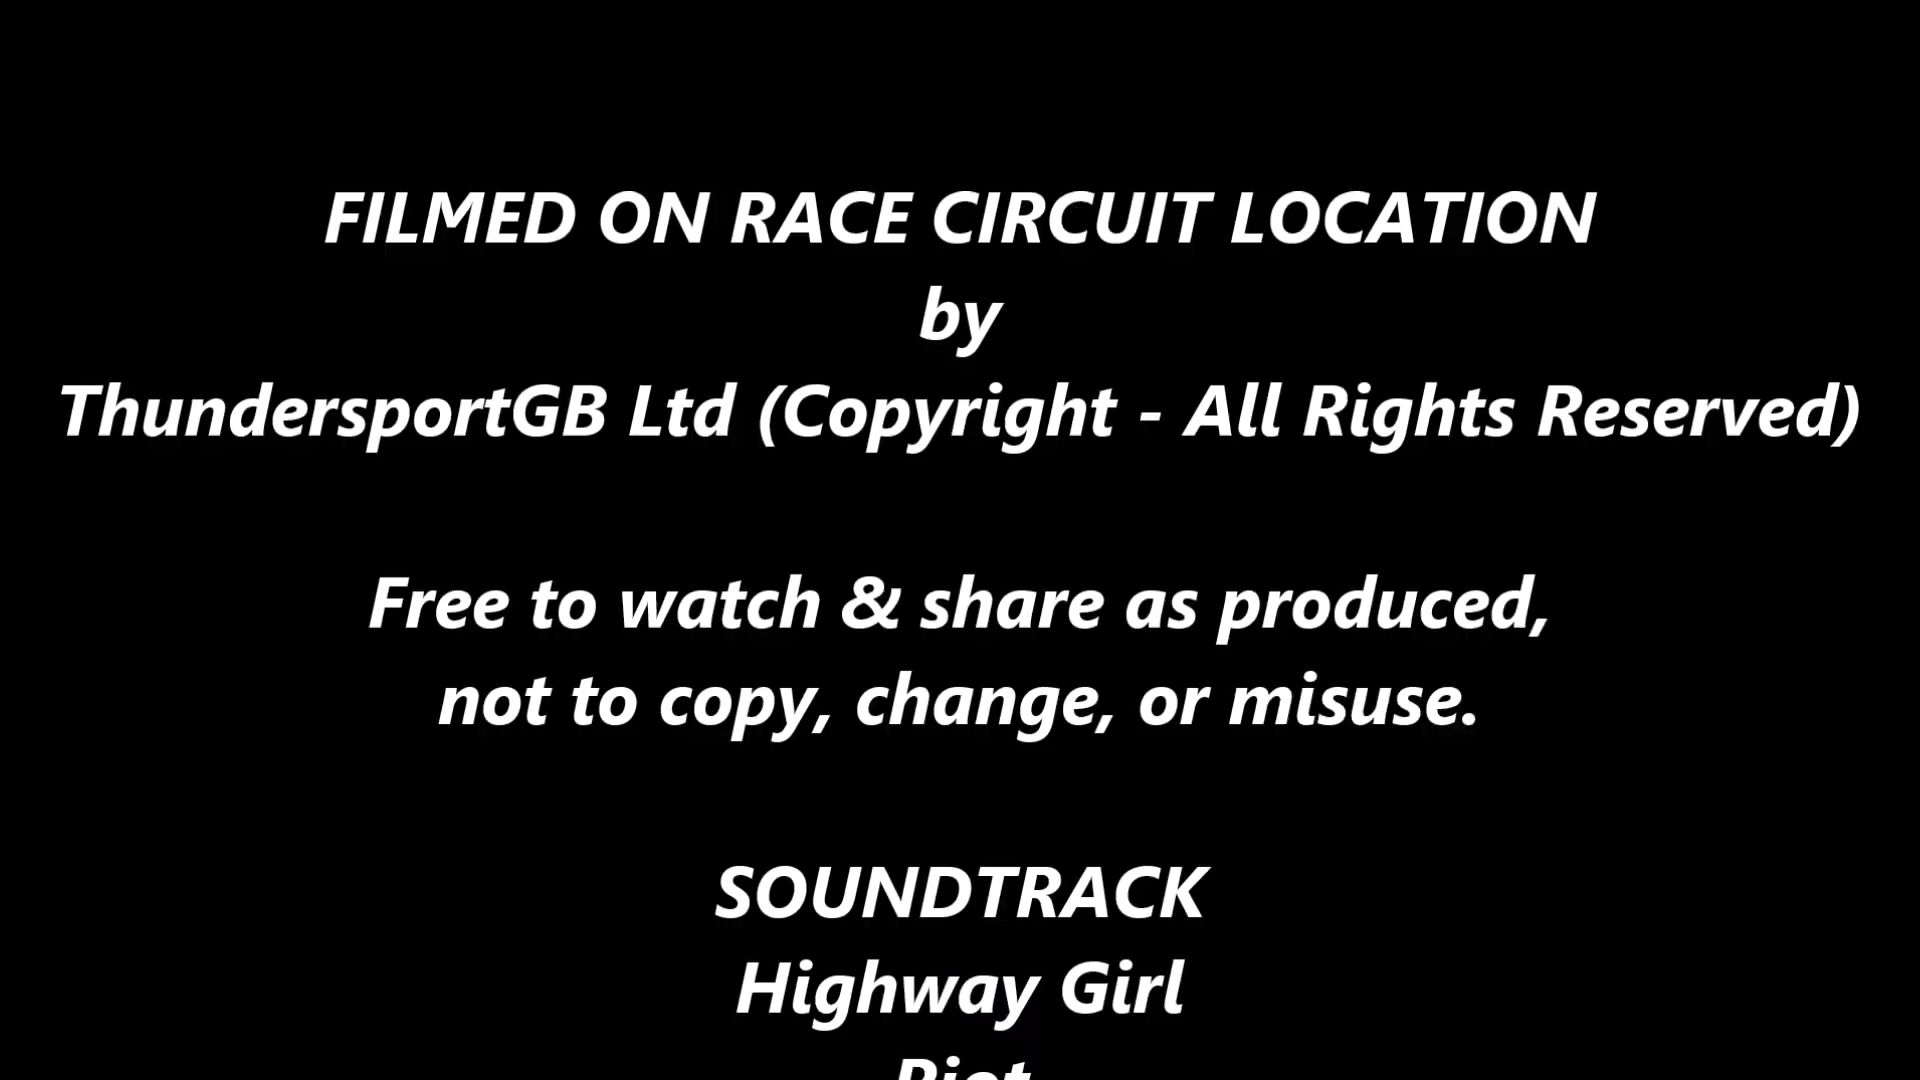 FILMED ON RACE CIRCUIT LOCATION
by
ThundersportGB Ltd (Copyright - All Rights Reserved)
Free to watch & share as produced,
not to copy, change, or misuse.
SOUNDTRACK
Highway Girl